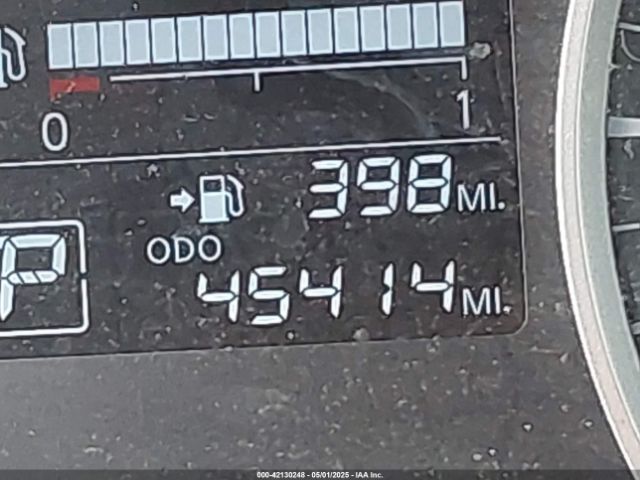 0 1
398 MI.
ODO
P 45414 MI.
000-42130248 - 05/01/2025 - IAA Inc.